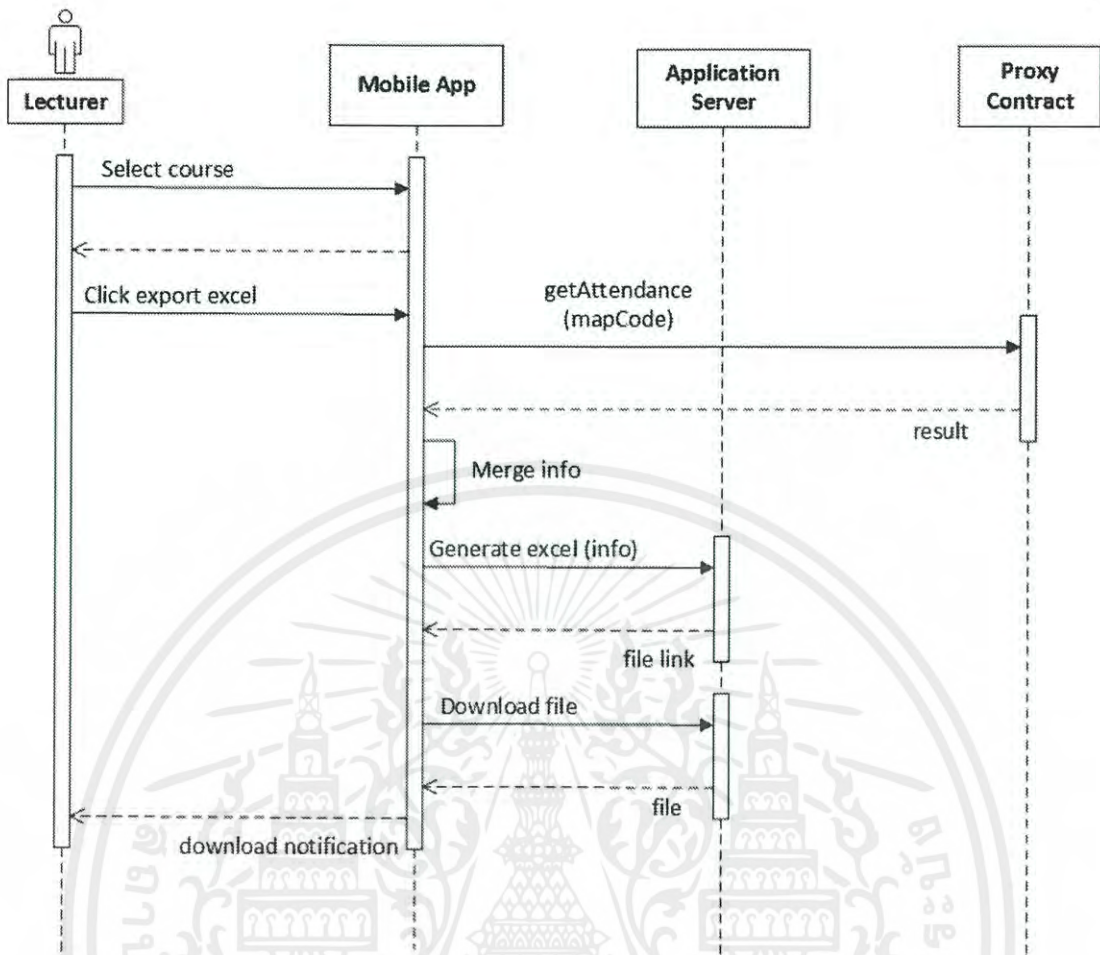 Lecturer
Mobile App
Application
Server
Proxy
Contract
Select course
Click export excel
getAttendance
(mapCode)
result
Merge info
Generate excel (info)
file link
Download file
file
download notification